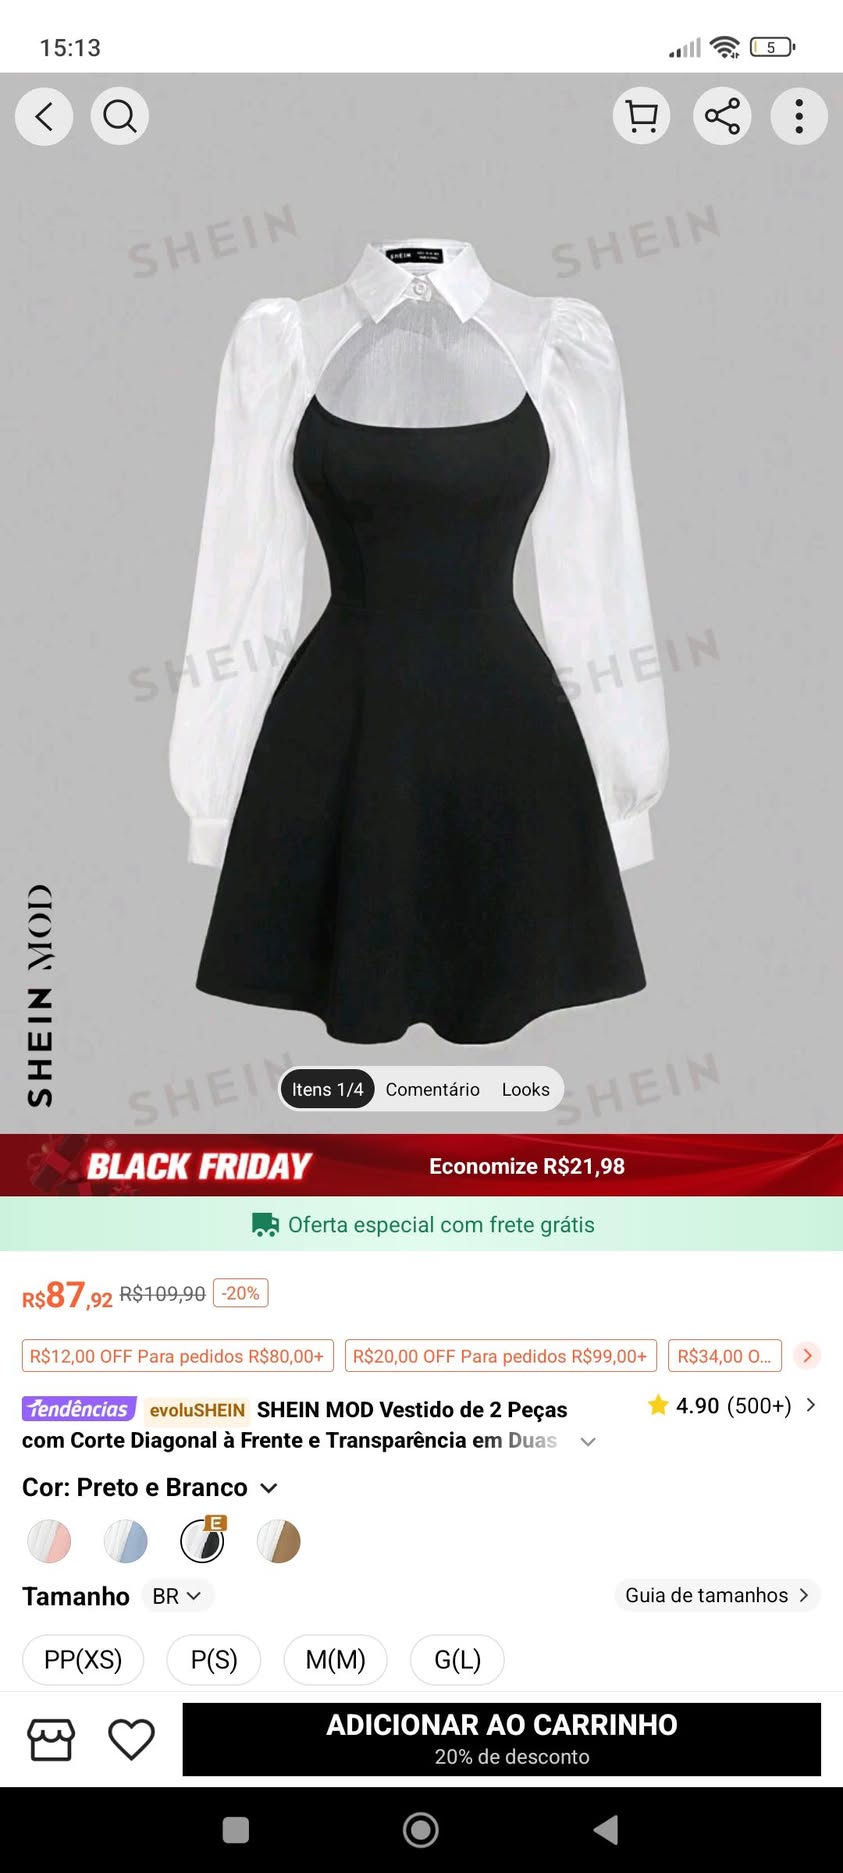 15:13
5
SHEIN SHEIN
SHEIN
SHEIN SHEIN
SHEIN MOD
SHEIN SHEIN
Itens 1/4 Comentário Looks
BLACK FRIDAY Economize R$21,98
Oferta especial com frete grátis
R$87,92 R$109,90 -20%
R$12,00 OFF Para pedidos R$80,00+ R$20,00 OFF Para pedidos R$99,00+ R$34,00 O...
Tendências evoluSHEIN SHEIN MOD Vestido de 2 Peças 4.90 (500+)
com Corte Diagonal à Frente e Transparência em Duas
Cor: Preto e Branco
E
Tamanho BR Guia de tamanhos
PP(XS) P(S) M(M) G(L)
ADICIONAR AO CARRINHO
20% de desconto